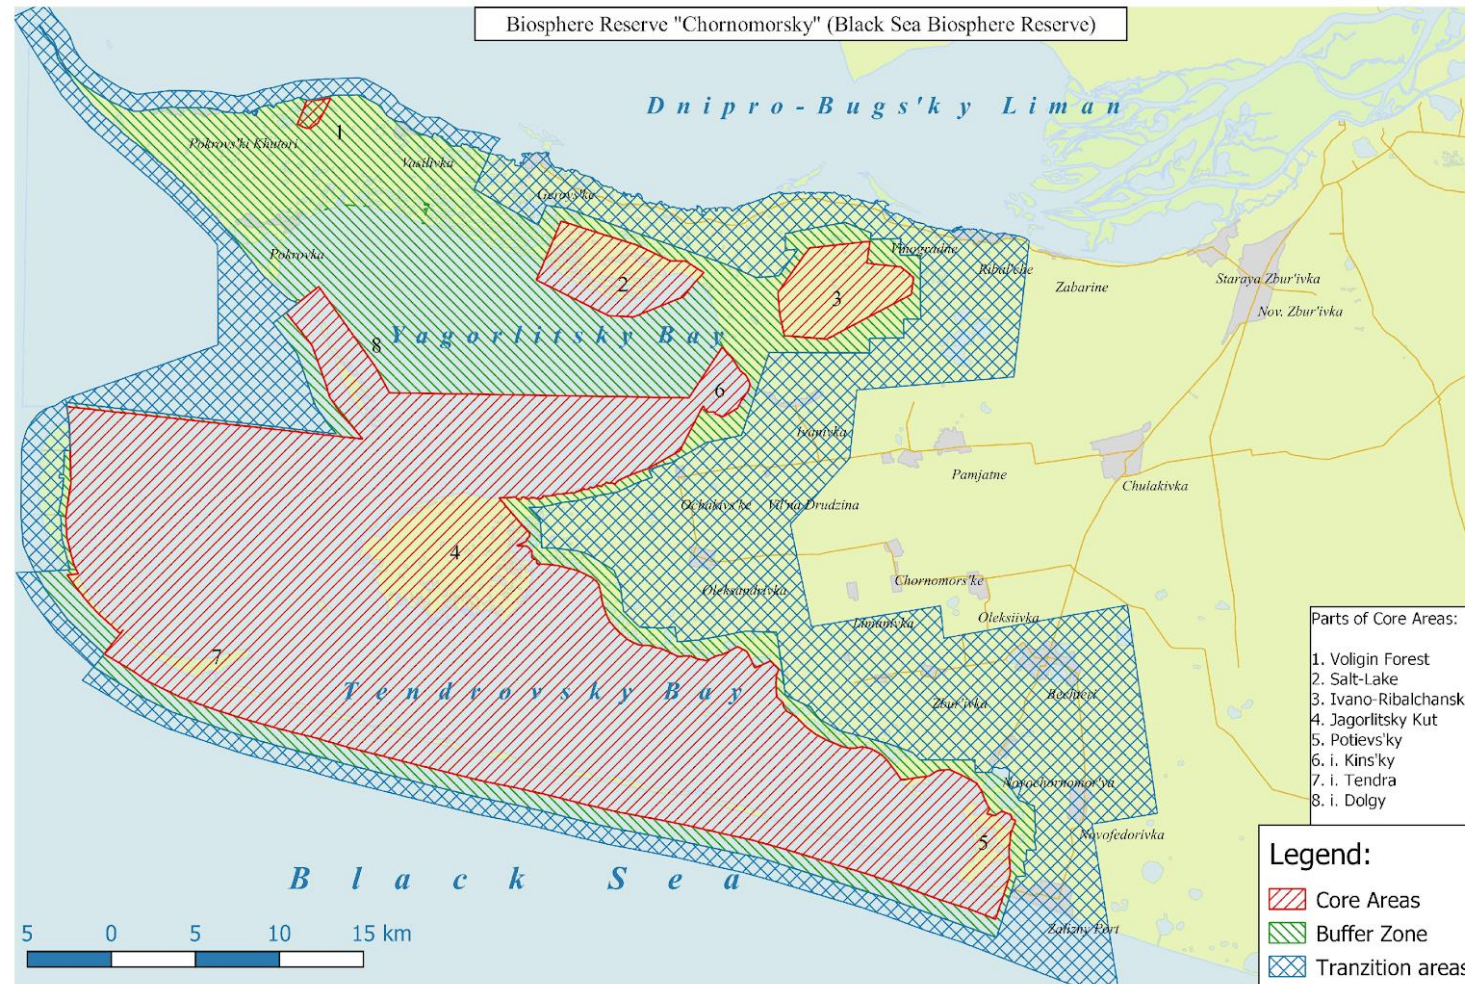 Biosphere Reserve "Chornomorsky" (Black Sea Biosphere Reserve)
Dnipro-Bugs'ky Liman
1
Pokrovs'ki Khutori
Vasilivka
Geroys'ke
Pokrovka
Vinogradne
Ribal'che
Zabarine
Staraya Zbur'ivka
Nov. Zbur'ivka
2
3
Yagorlitsky Bay
8
6
Ivanivka
Pamjatne
Chulakivka
Ochakivs'ke
Vil'na Drudzina
4
Oleksandrivka
Chornomors'ke
Limanivka
Oleksiivka
7
Tendrovsky Bay
Zbur'ivka
Bechteri
Novochornomor'ya
Novofedorivka
5
Zalizny Port
Black Sea
5 0 5 10 15 km
Parts of Core Areas:
1. Voligin Forest
2. Salt-Lake
3. Ivano-Ribalchansk
4. Jagorlitsky Kut
5. Potievs'ky
6. i. Kins'ky
7. i. Tendra
8. i. Dolgy
Legend:
Core Areas
Buffer Zone
Tranzition areas